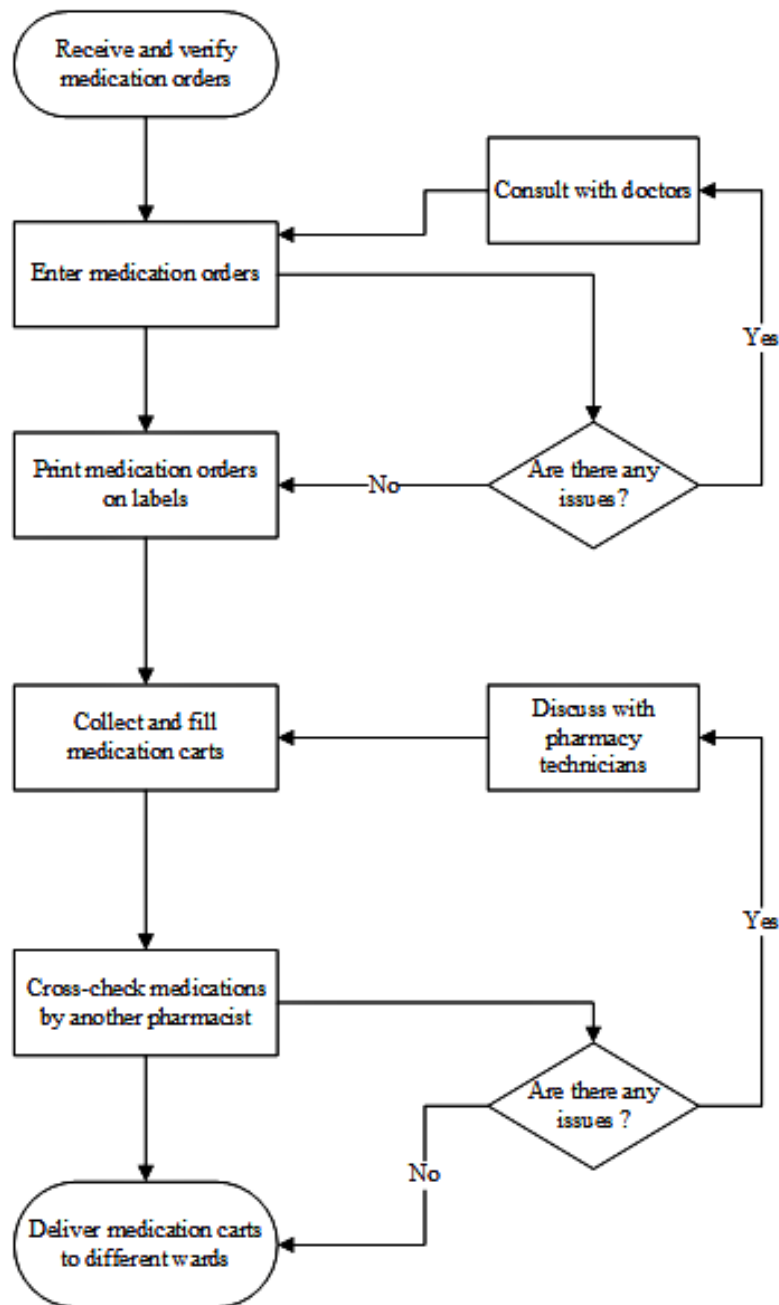 Receive and verify
medication orders
Consult with doctors
Enter medication orders
Yes
Print medication orders
on labels
No
Are there any
issues?
Collect and fill
medication carts
Discuss with
pharmacy
technicians
Yes
Cross-check medications
by another pharmacist
Are there any
issues ?
No
Deliver medication carts
to different wards